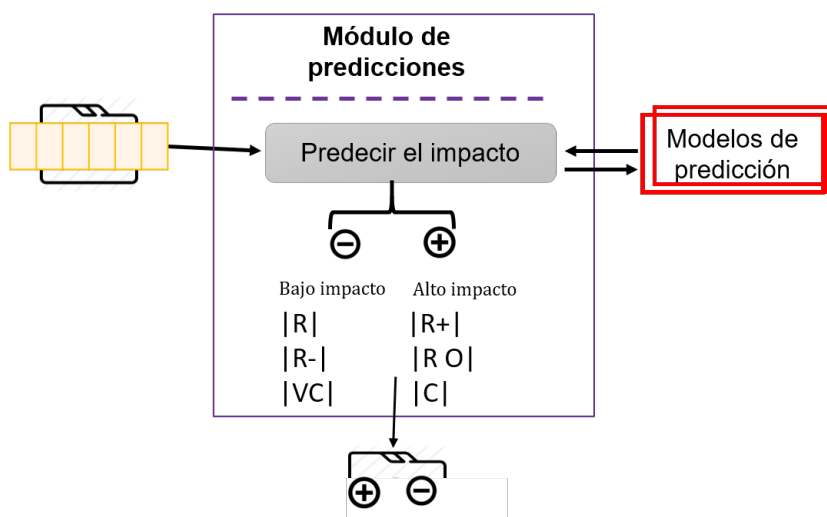 Módulo de
predicciones
Predecir el impacto
Modelos de
predicción
Bajo impacto
|R|
|R-|
|VC|
Alto impacto
|R+|
|R O|
|C|